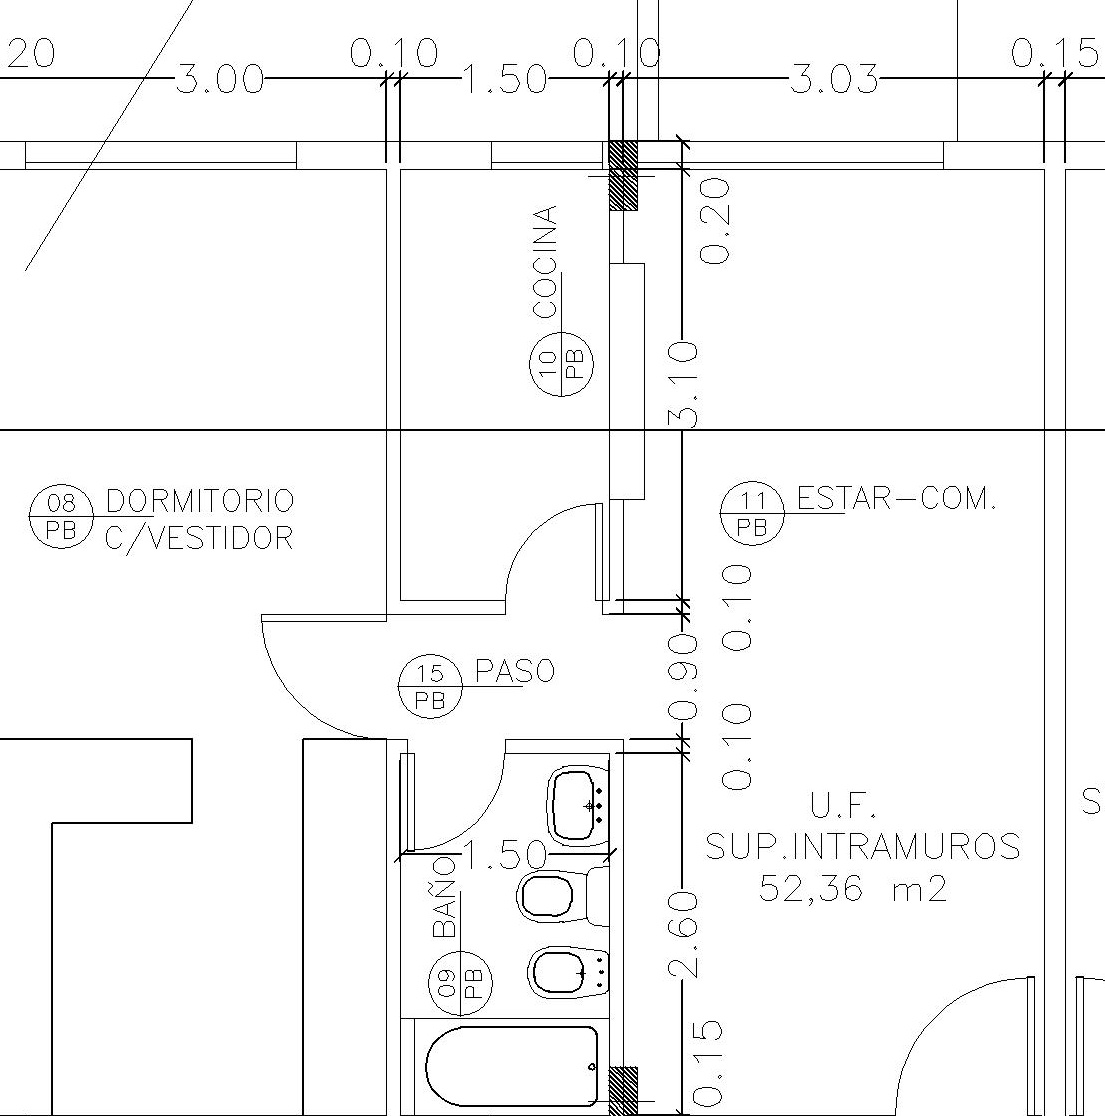 20
0.10
0.10
0.15
3.00
1.50
3.03
0.20
COCINA
10
PB
3.10
08
PB
DORMITORIO
C/VESTIDOR
11
PB
ESTAR-COM.
0.10
15
PB
PASO
0.90
0.10
U.F.
SUP.INTRAMUROS
52,36 m2
S
1.50
BAÑO
09
PB
2.60
0.15